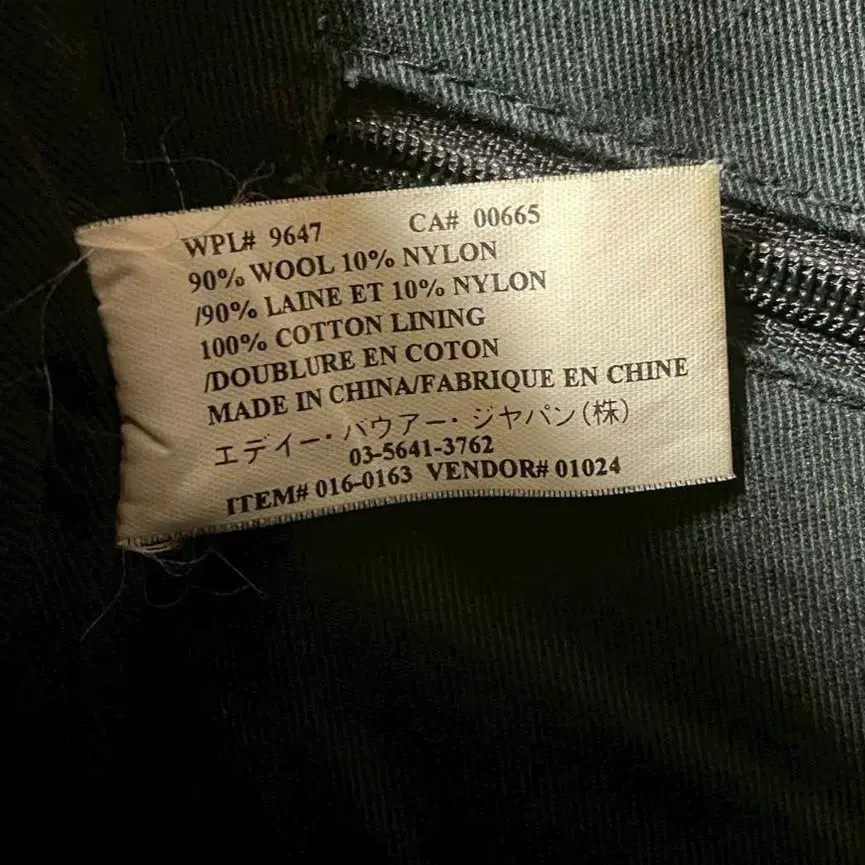 WPL# 9647 CA# 00665
90% WOOL 10% NYLON
/90% LAINE ET 10% NYLON
100% COTTON LINING
/DOUBLURE EN COTON
MADE IN CHINA/FABRIQUE EN CHINE
エディー・バウアー・ジャパン(株)
03-5641-3762
ITEM# 016-0163 VENDOR# 01024